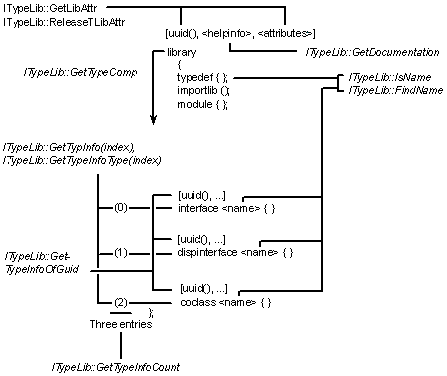 ITypeLib::GetLibAttr
ITypeLib::ReleaseTLibAttr
[uuid(), <helpinfo>, <attributes>]
library
ITypeLib::GetDocumentation
{
ITypeLib::GetTypeComp
typedef { };
ITypeLib::IsName
importlib ();
ITypeLib::FindName
module { };
ITypeLib::GetTypInfo(index),
ITypeLib::GetTypeInfoType(index)
[uuid(), ...]
(0)
interface <name> { }
[uuid(), ...]
ITypeLib::Get-
(1)
dispinterface <name> { }
TypeInfoOfGuid
[uuid(), ...]
(2)
coclass <name> { }
};
Three entries
ITypeLib::GetTypeInfoCount